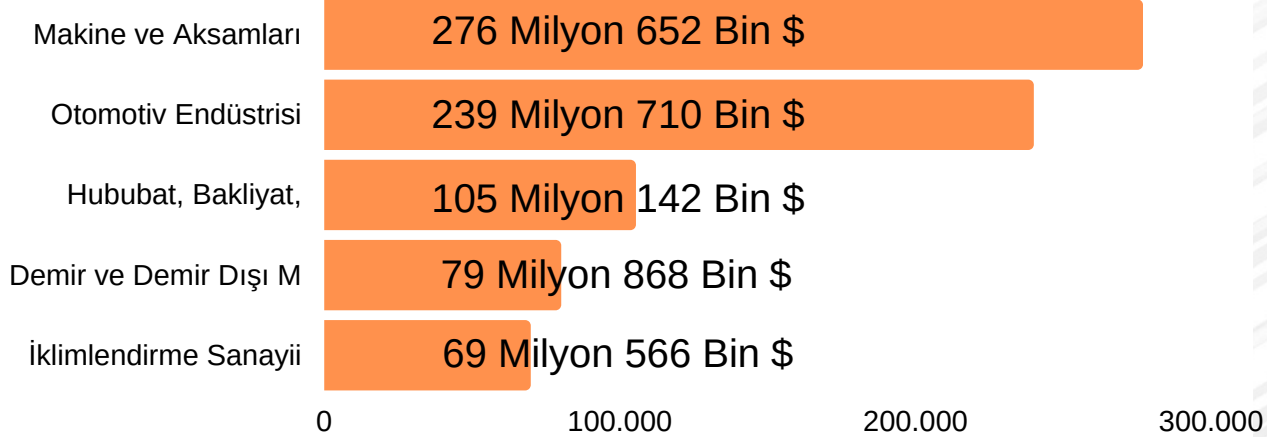 Makine ve Aksamları 276 Milyon 652 Bin $
Otomotiv Endüstrisi 239 Milyon 710 Bin $
Hububat, Bakliyat, 105 Milyon 142 Bin $
Demir ve Demir Dışı M 79 Milyon 868 Bin $
İklimlendirme Sanayii 69 Milyon 566 Bin $
0 100.000 200.000 300.000